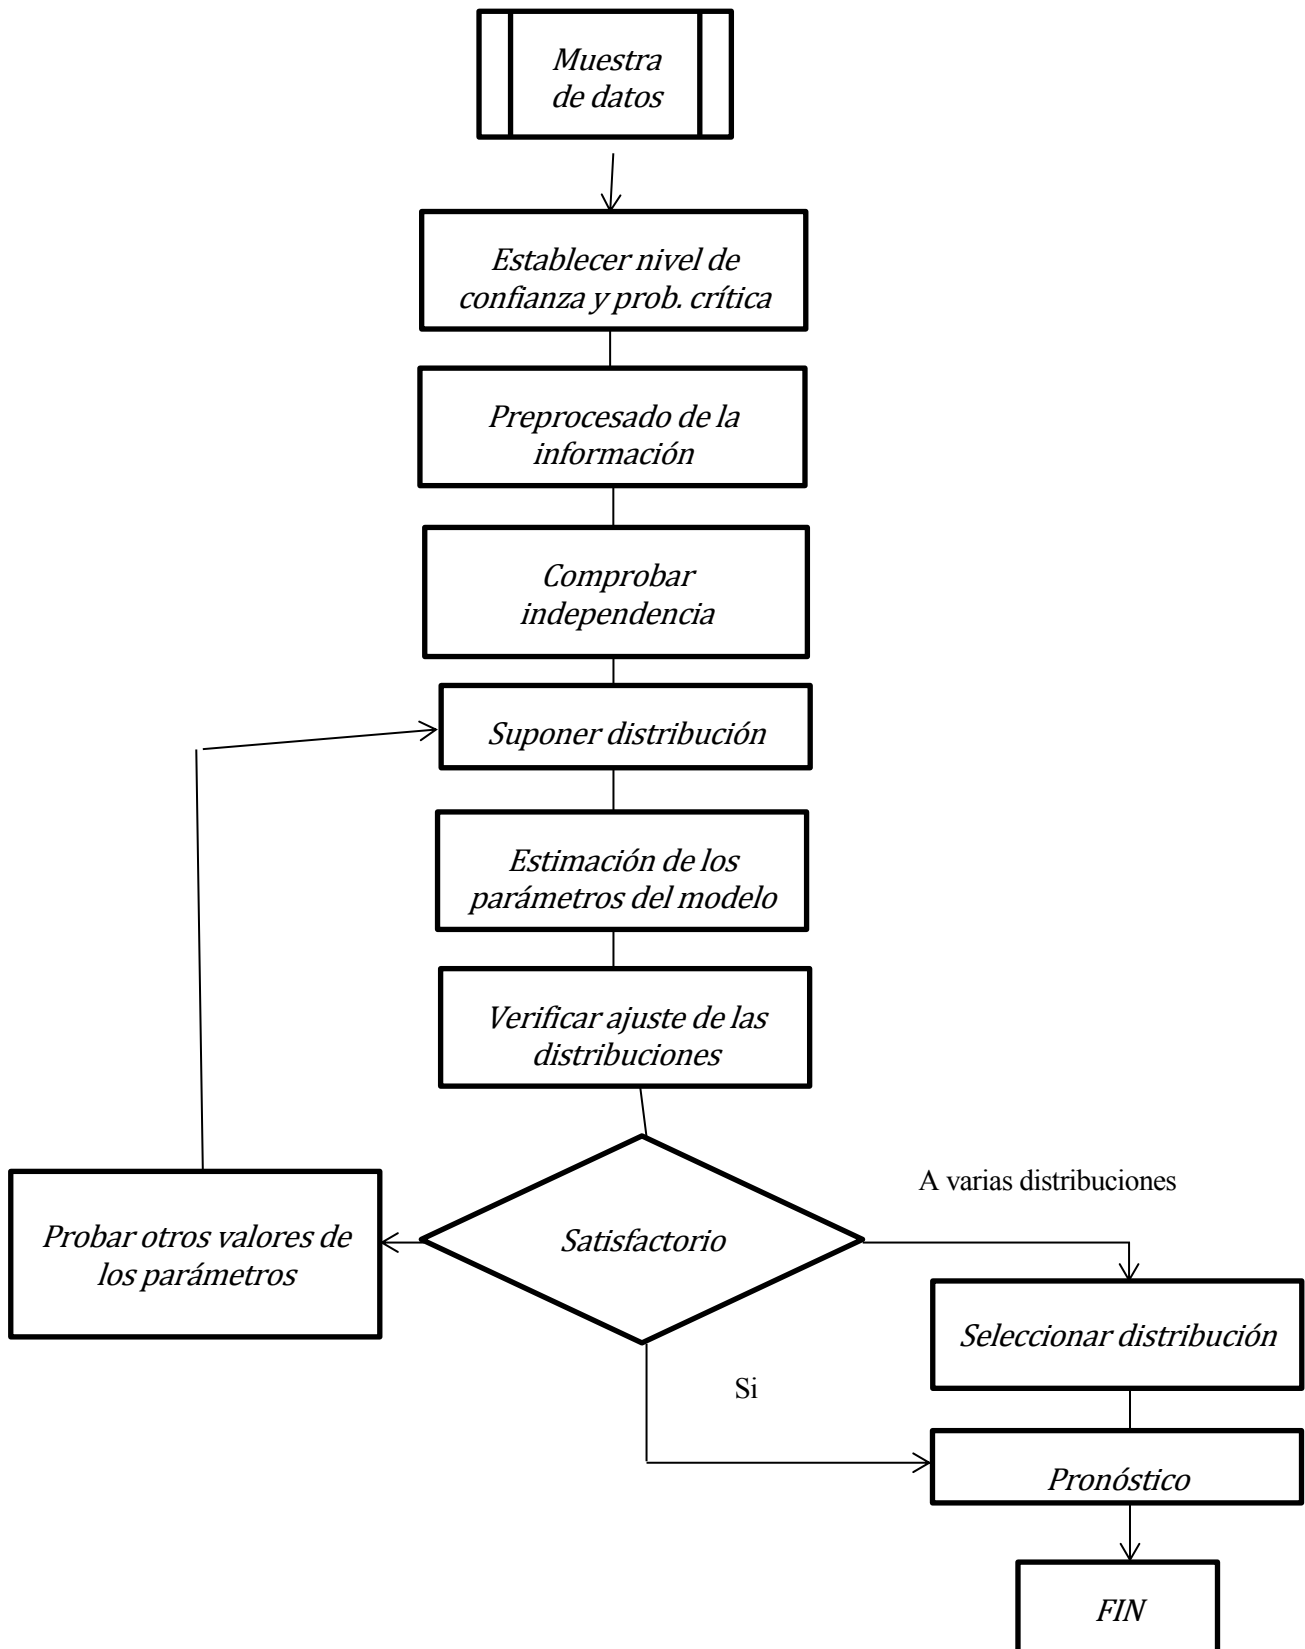 Muestra
de datos
Establecer nivel de
confianza y prob. crítica
Preprocesado de la
información
Comprobar
independencia
Suponer distribución
Estimación de los
parámetros del modelo
Verificar ajuste de las
distribuciones
A varias distribuciones
Probar otros valores de
los parámetros
Satisfactorio
Seleccionar distribución
Si
Pronóstico
FIN